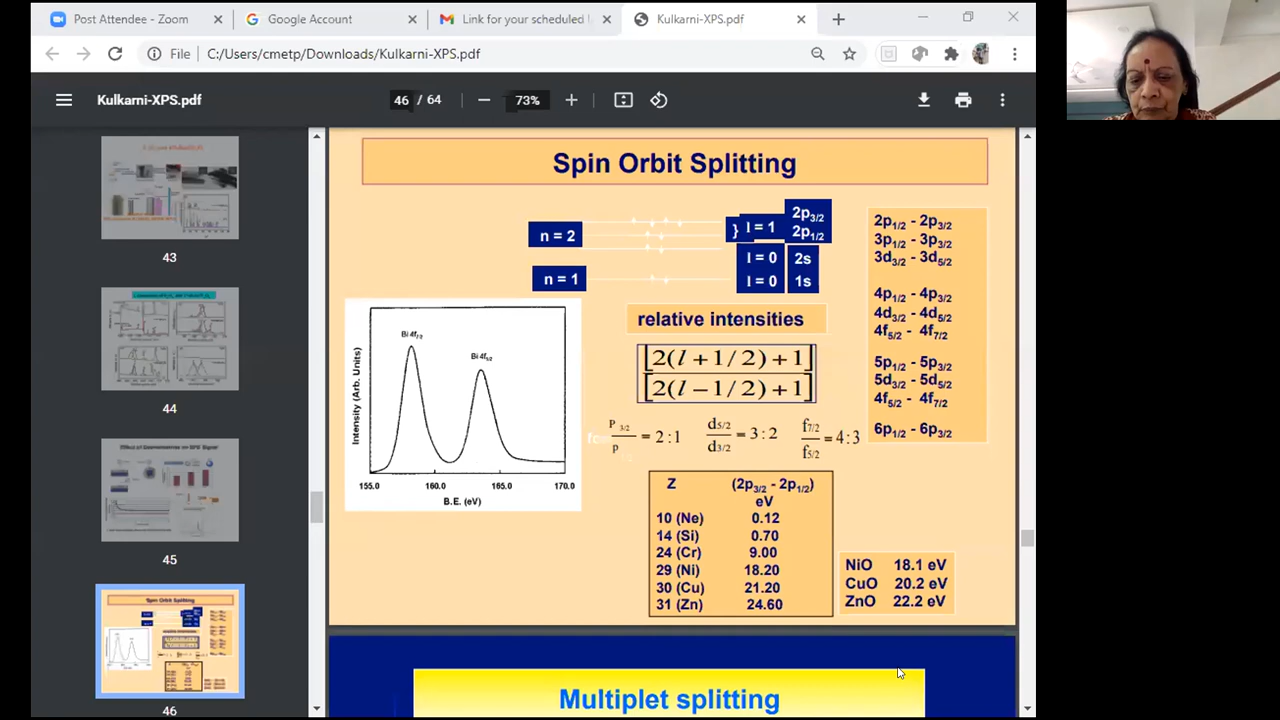 Post Attendee - Zoom
Google Account
Link for your scheduled
Kulkarni-XPS.pdf
File
C:/Users/cmetp/Downloads/Kulkarni-XPS.pdf
Kulkarni-XPS.pdf
46 / 64
73%
43
44
45
46
Spin Orbit Splitting
n = 2
} l = 1
2p3/2
2p1/2
l = 0 2s
n = 1
l = 0 1s
2p1/2 - 2p3/2
3p1/2 - 3p3/2
3d3/2 - 3d5/2
4p1/2 - 4p3/2
4d3/2 - 4d5/2
4f5/2 - 4f7/2
5p1/2 - 5p3/2
5d3/2 - 5d5/2
4f5/2 - 4f7/2
6p1/2 - 6p3/2
Intensity (Arb. Units)
Bi 4f7/2
Bi 4f5/2
155.0 160.0 165.0 170.0
B.E. (eV)
relative intensities
[2(l + 1/2) + 1]
[2(l − 1/2) + 1]
P 3/2
p
= 2 : 1
d5/2
d3/2
= 3 : 2
f7/2
f5/2
= 4 : 3
Z (2p3/2 - 2p1/2)
eV
10 (Ne) 0.12
14 (Si) 0.70
24 (Cr) 9.00
29 (Ni) 18.20
30 (Cu) 21.20
31 (Zn) 24.60
NiO 18.1 eV
CuO 20.2 eV
ZnO 22.2 eV
Multiplet splitting